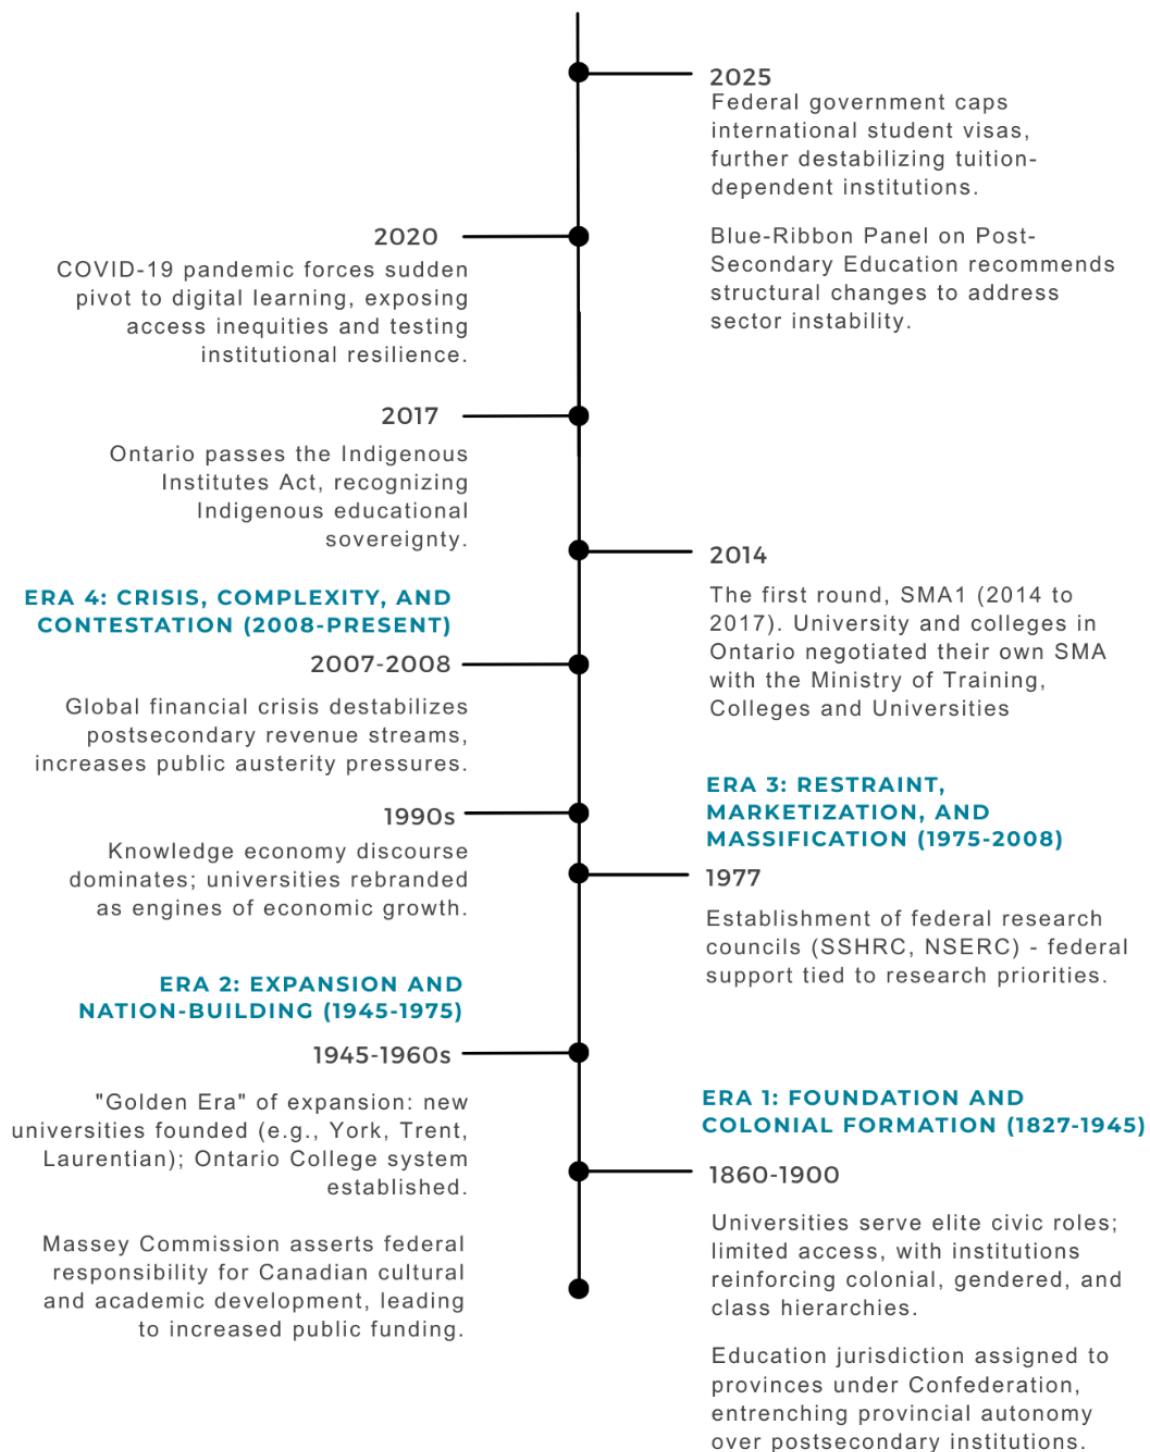 2025
Federal government caps
international student visas,
further destabilizing tuition-
dependent institutions.
Blue-Ribbon Panel on Post-
Secondary Education recommends
structural changes to address
sector instability.
2020
COVID-19 pandemic forces sudden
pivot to digital learning, exposing
access inequities and testing
institutional resilience.
2017
Ontario passes the Indigenous
Institutes Act, recognizing
Indigenous educational
sovereignty.
2014
The first round, SMA1 (2014 to
2017). University and colleges in
Ontario negotiated their own SMA
with the Ministry of Training,
Colleges and Universities
ERA 4: CRISIS, COMPLEXITY, AND
CONTESTATION (2008-PRESENT)
2007-2008
Global financial crisis destabilizes
postsecondary revenue streams,
increases public austerity pressures.
ERA 3: RESTRAINT,
MARKETIZATION, AND
MASSIFICATION (1975-2008)
1990s
Knowledge economy discourse
dominates; universities rebranded
as engines of economic growth.
1977
Establishment of federal research
councils (SSHRC, NSERC) - federal
support tied to research priorities.
ERA 2: EXPANSION AND
NATION-BUILDING (1945-1975)
1945-1960s
"Golden Era" of expansion: new
universities founded (e.g., York, Trent,
Laurentian); Ontario College system
established.
Massey Commission asserts federal
responsibility for Canadian cultural
and academic development, leading
to increased public funding.
ERA 1: FOUNDATION AND
COLONIAL FORMATION (1827-1945)
1860-1900
Universities serve elite civic roles;
limited access, with institutions
reinforcing colonial, gendered, and
class hierarchies.
Education jurisdiction assigned to
provinces under Confederation,
entrenching provincial autonomy
over postsecondary institutions.